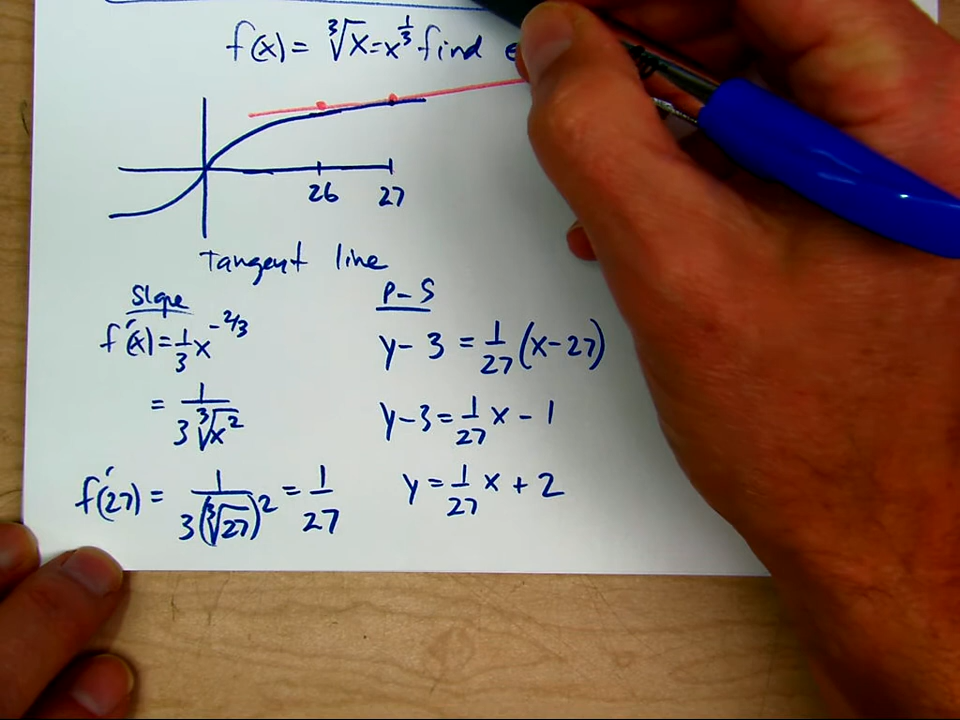 f(x) = ∛x = x^(1/3) find
26 27
Tangent line
Slope
f'(x) = 1/3 x^(-2/3)
= 1/(3∛(x²))
f'(27) = 1/(3(∛27)²) = 1/27
P-S
y - 3 = 1/27 (x - 27)
y - 3 = 1/27 x - 1
y = 1/27 x + 2